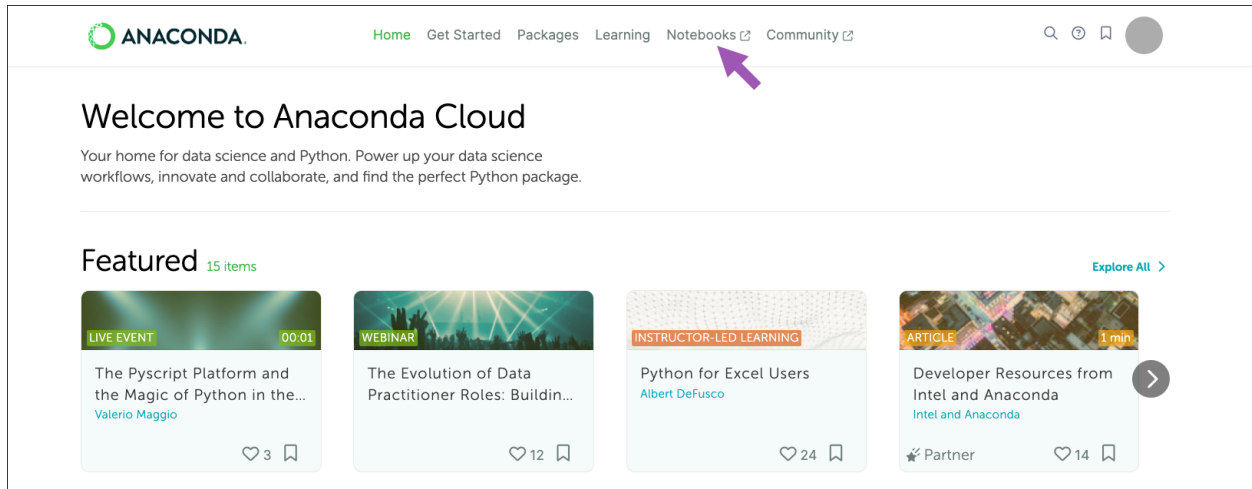 ANACONDA.
Home Get Started Packages Learning Notebooks Community
Welcome to Anaconda Cloud
Your home for data science and Python. Power up your data science
workflows, innovate and collaborate, and find the perfect Python package.
Featured 15 items
Explore All
LIVE EVENT 00:01
The Pyscript Platform and
the Magic of Python in the...
Valerio Maggio
3
WEBINAR
The Evolution of Data
Practitioner Roles: Buildin...
12
INSTRUCTOR-LED LEARNING
Python for Excel Users
Albert DeFusco
24
ARTICLE 1 min
Developer Resources from
Intel and Anaconda
Intel and Anaconda
Partner 14